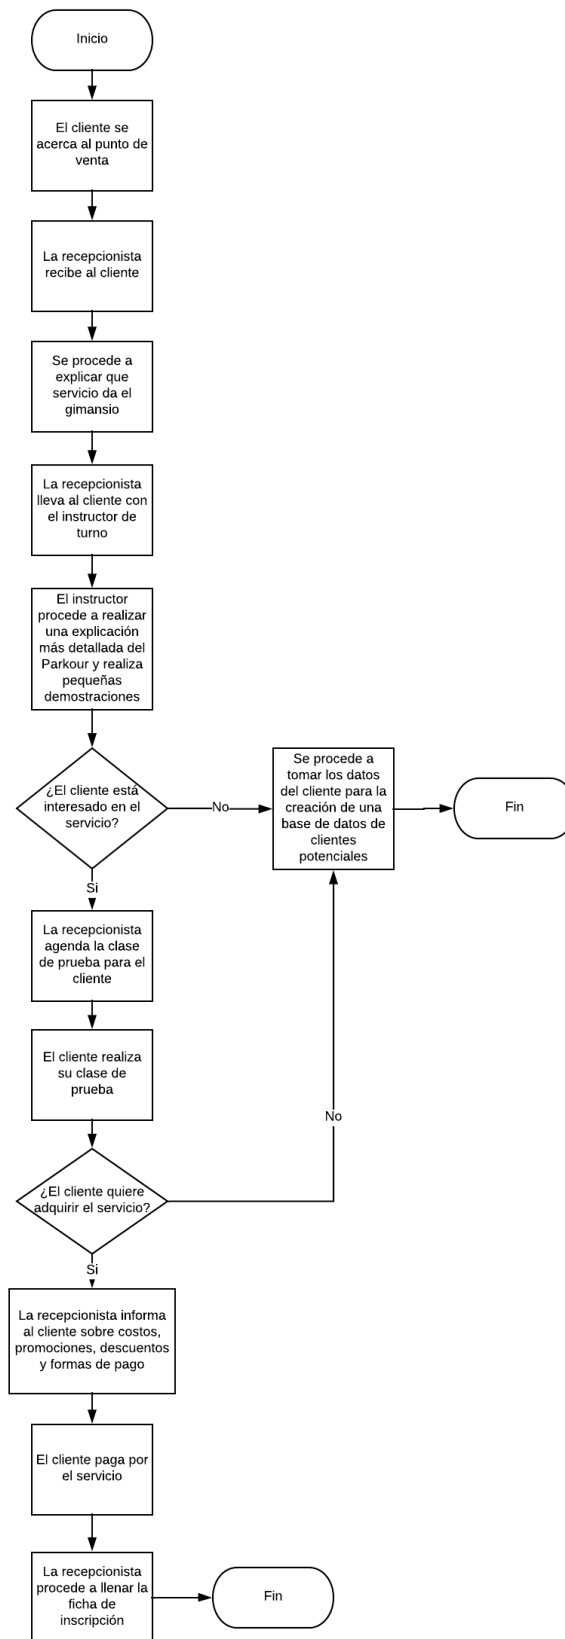 Inicio
El cliente se
acerca al punto de
venta
La recepcionista
recibe al cliente
Se procede a
explicar que
servicio da el
gimansio
La recepcionista
lleva al cliente con
el instructor de
turno
El instructor
procede a realizar
una explicación
más detallada del
Parkour y realiza
pequeñas
demostraciones
¿El cliente está
interesado en el
servicio?
No
Se procede a
tomar los datos
del cliente para la
creación de una
base de datos de
clientes
potenciales
Fin
Si
La recepcionista
agenda la clase
de prueba para el
cliente
El cliente realiza
su clase de
prueba
No
¿El cliente quiere
adquirir el servicio?
Si
La recepcionista informa
al cliente sobre costos,
promociones, descuentos
y formas de pago
El cliente paga por
el servicio
La recepcionista
procede a llenar la
ficha de
inscripción
Fin